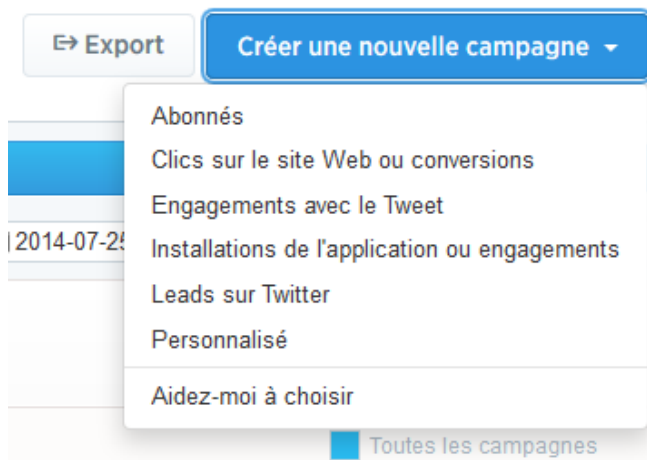 Export
Créer une nouvelle campagne
Abonnés
Clics sur le site Web ou conversions
Engagements avec le Tweet
2014-07-25
Installations de l'application ou engagements
Leads sur Twitter
Personnalisé
Aidez-moi à choisir
Toutes les campagnes